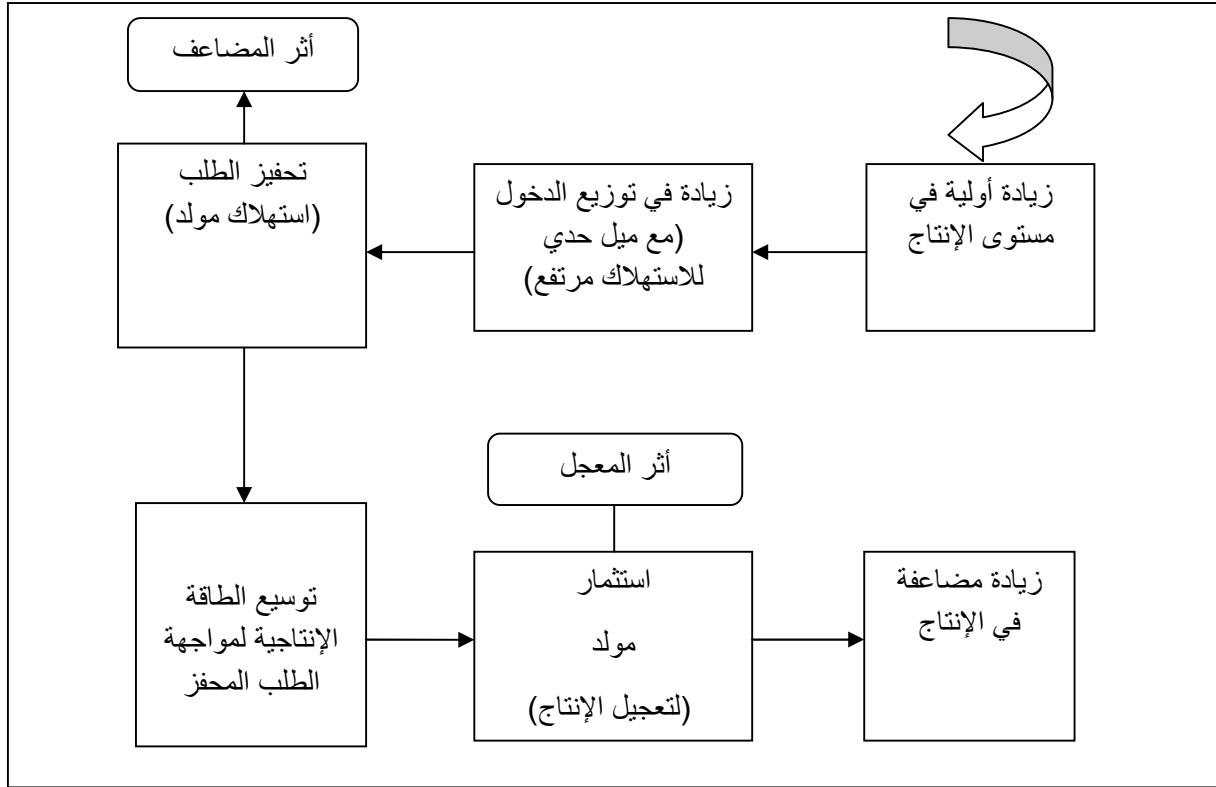 أثر المضاعف
زيادة أولية في
مستوى الإنتاج
زيادة في توزيع الدخول
(مع ميل حدي
للاستهلاك مرتفع)
تحفيز الطلب
(استهلاك مولد)
أثر المعجل
توسيع الطاقة
الإنتاجية لمواجهة
الطلب المحفز
استثمار
مولد
(لتعجيل الإنتاج)
زيادة مضاعفة
في الإنتاج